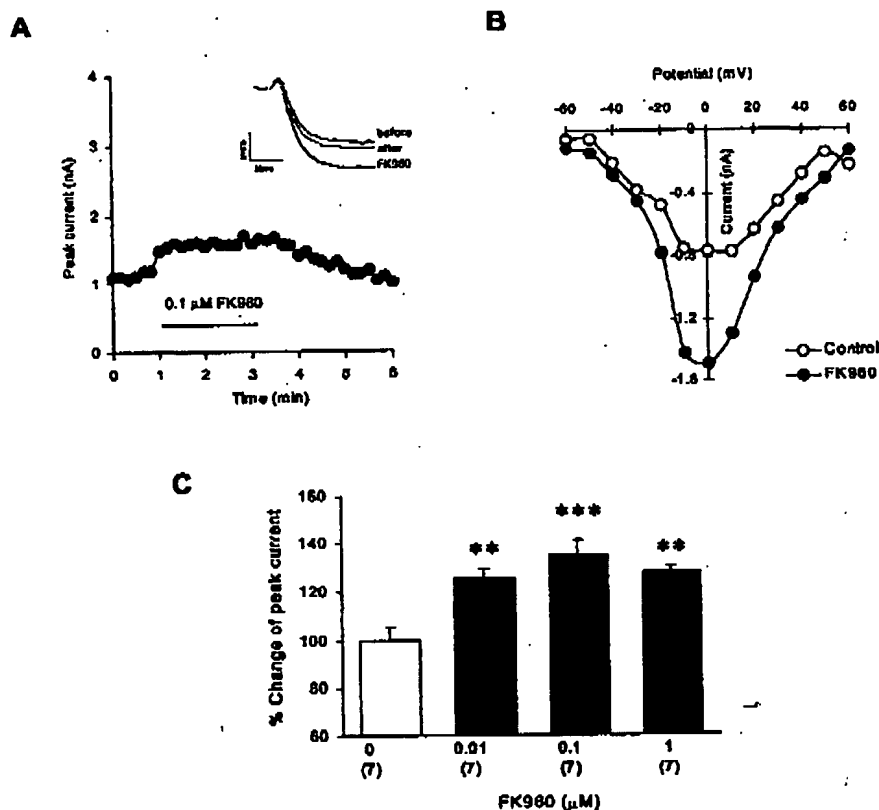 A
4
3
2
1
0
Peak current (nA)
before
after
FK960
0.1 µM FK960
0 1 2 3 4 5 6
Time (min)
B
Potential (mV)
-60 -40 -20 0 20 40 60
0
-0.4
-0.8
-1.2
-1.6
Current (nA)
Control
FK960
C
% Change of peak current
160
140
120
100
80
60
** *** **
0 0.01 0.1 1
(7) (7) (7) (7)
FK960 (µM)